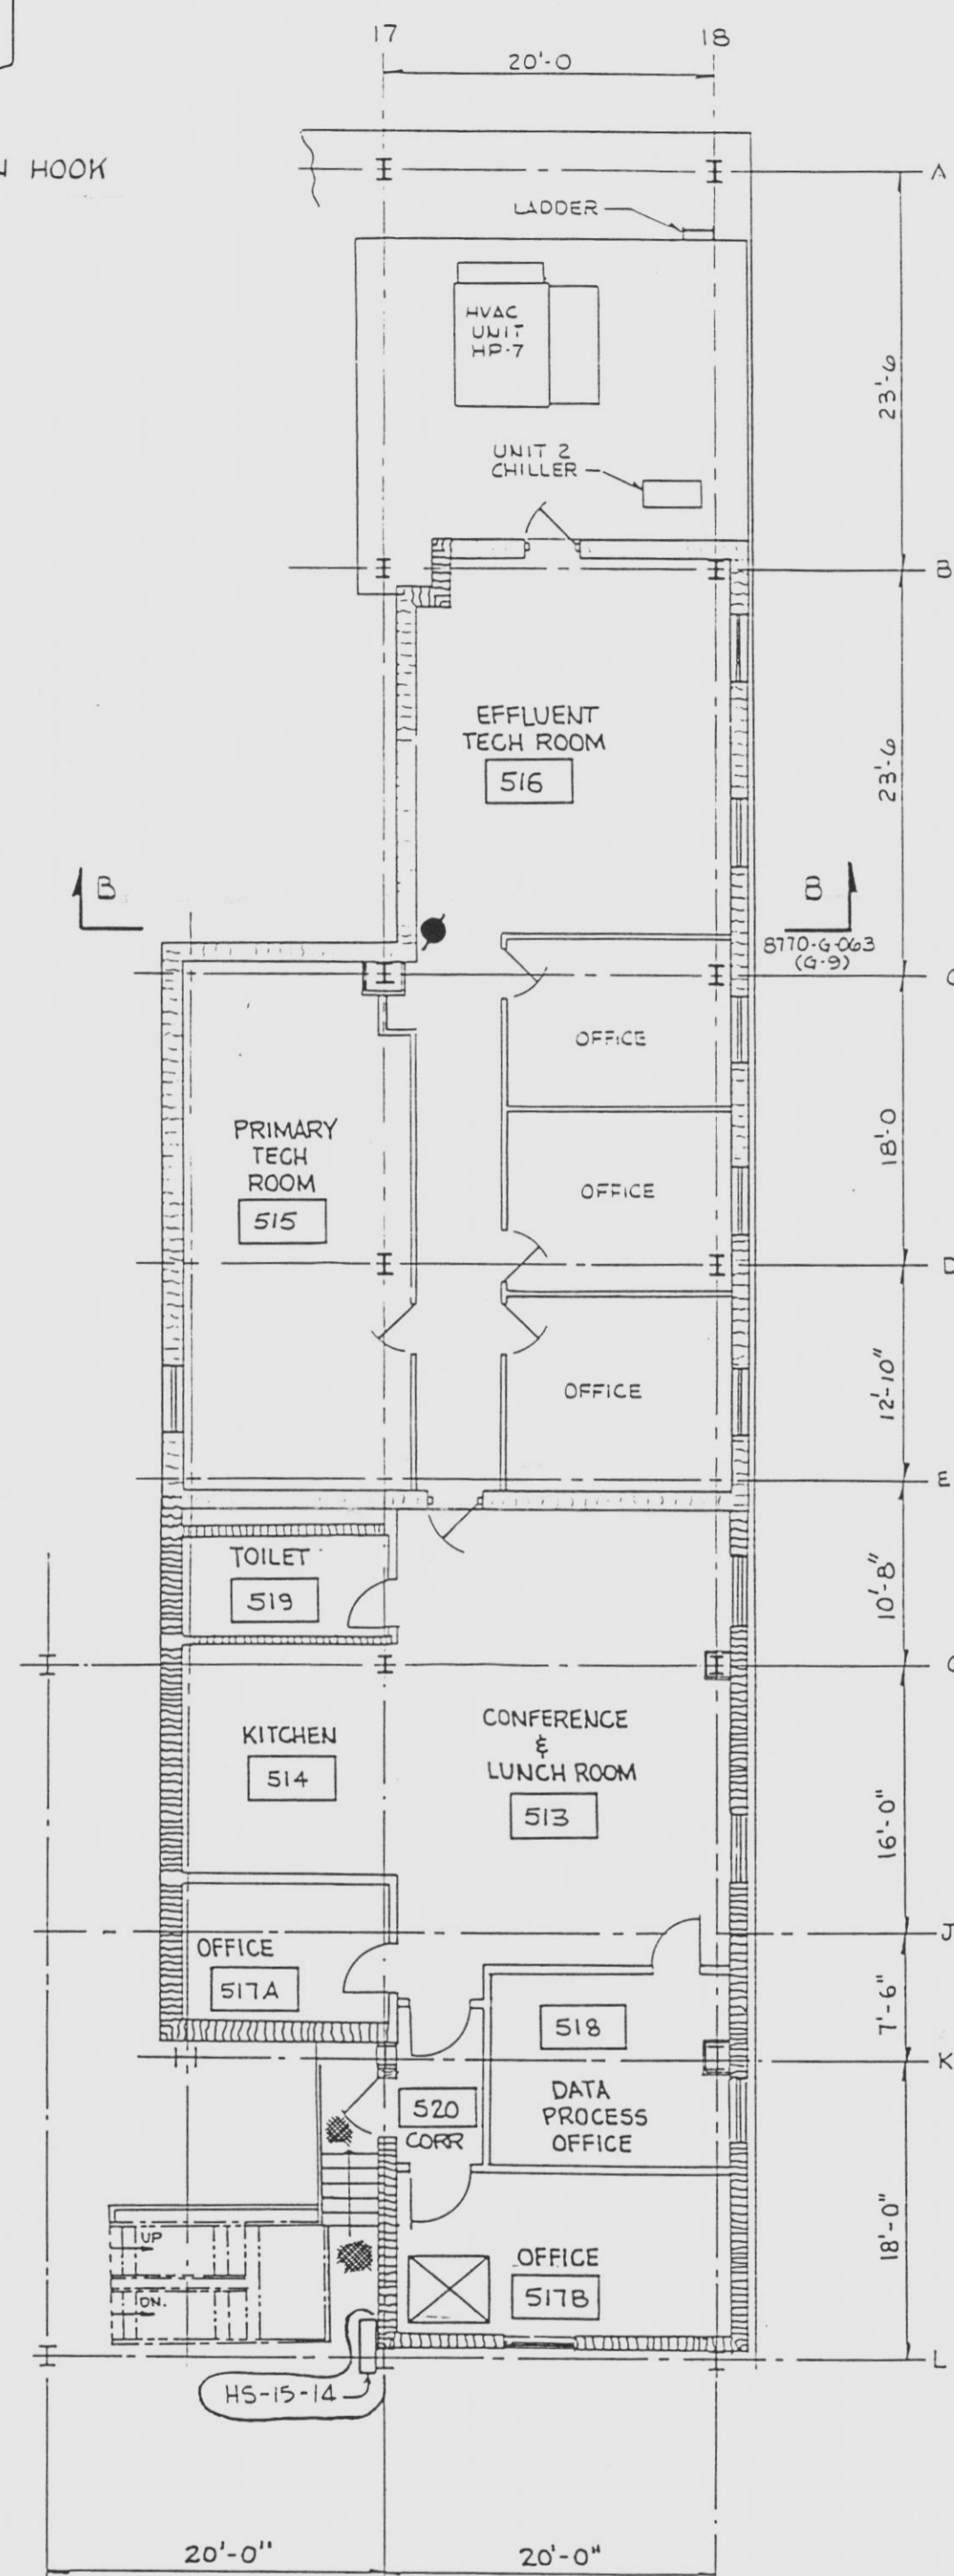 17
18
20'-0
HOOK
A
LADDER
HVAC
UNIT
HP-7
23'-6
UNIT 2
CHILLER
B
EFFLUENT
TECH ROOM
516
23'-6
B
B
8770-G-063
(G-9)
OFFICE
PRIMARY
TECH
ROOM
515
18'-0
OFFICE
D
OFFICE
12'-10"
E
TOILET
519
10'-8"
KITCHEN
514
CONFERENCE
&
LUNCH ROOM
513
16'-0"
J
OFFICE
517A
518
7'-6"
K
DATA
PROCESS
OFFICE
520
CORR
UP
DN.
OFFICE
517B
18'-0"
L
HS-15-14
20'-0"
20'-0"